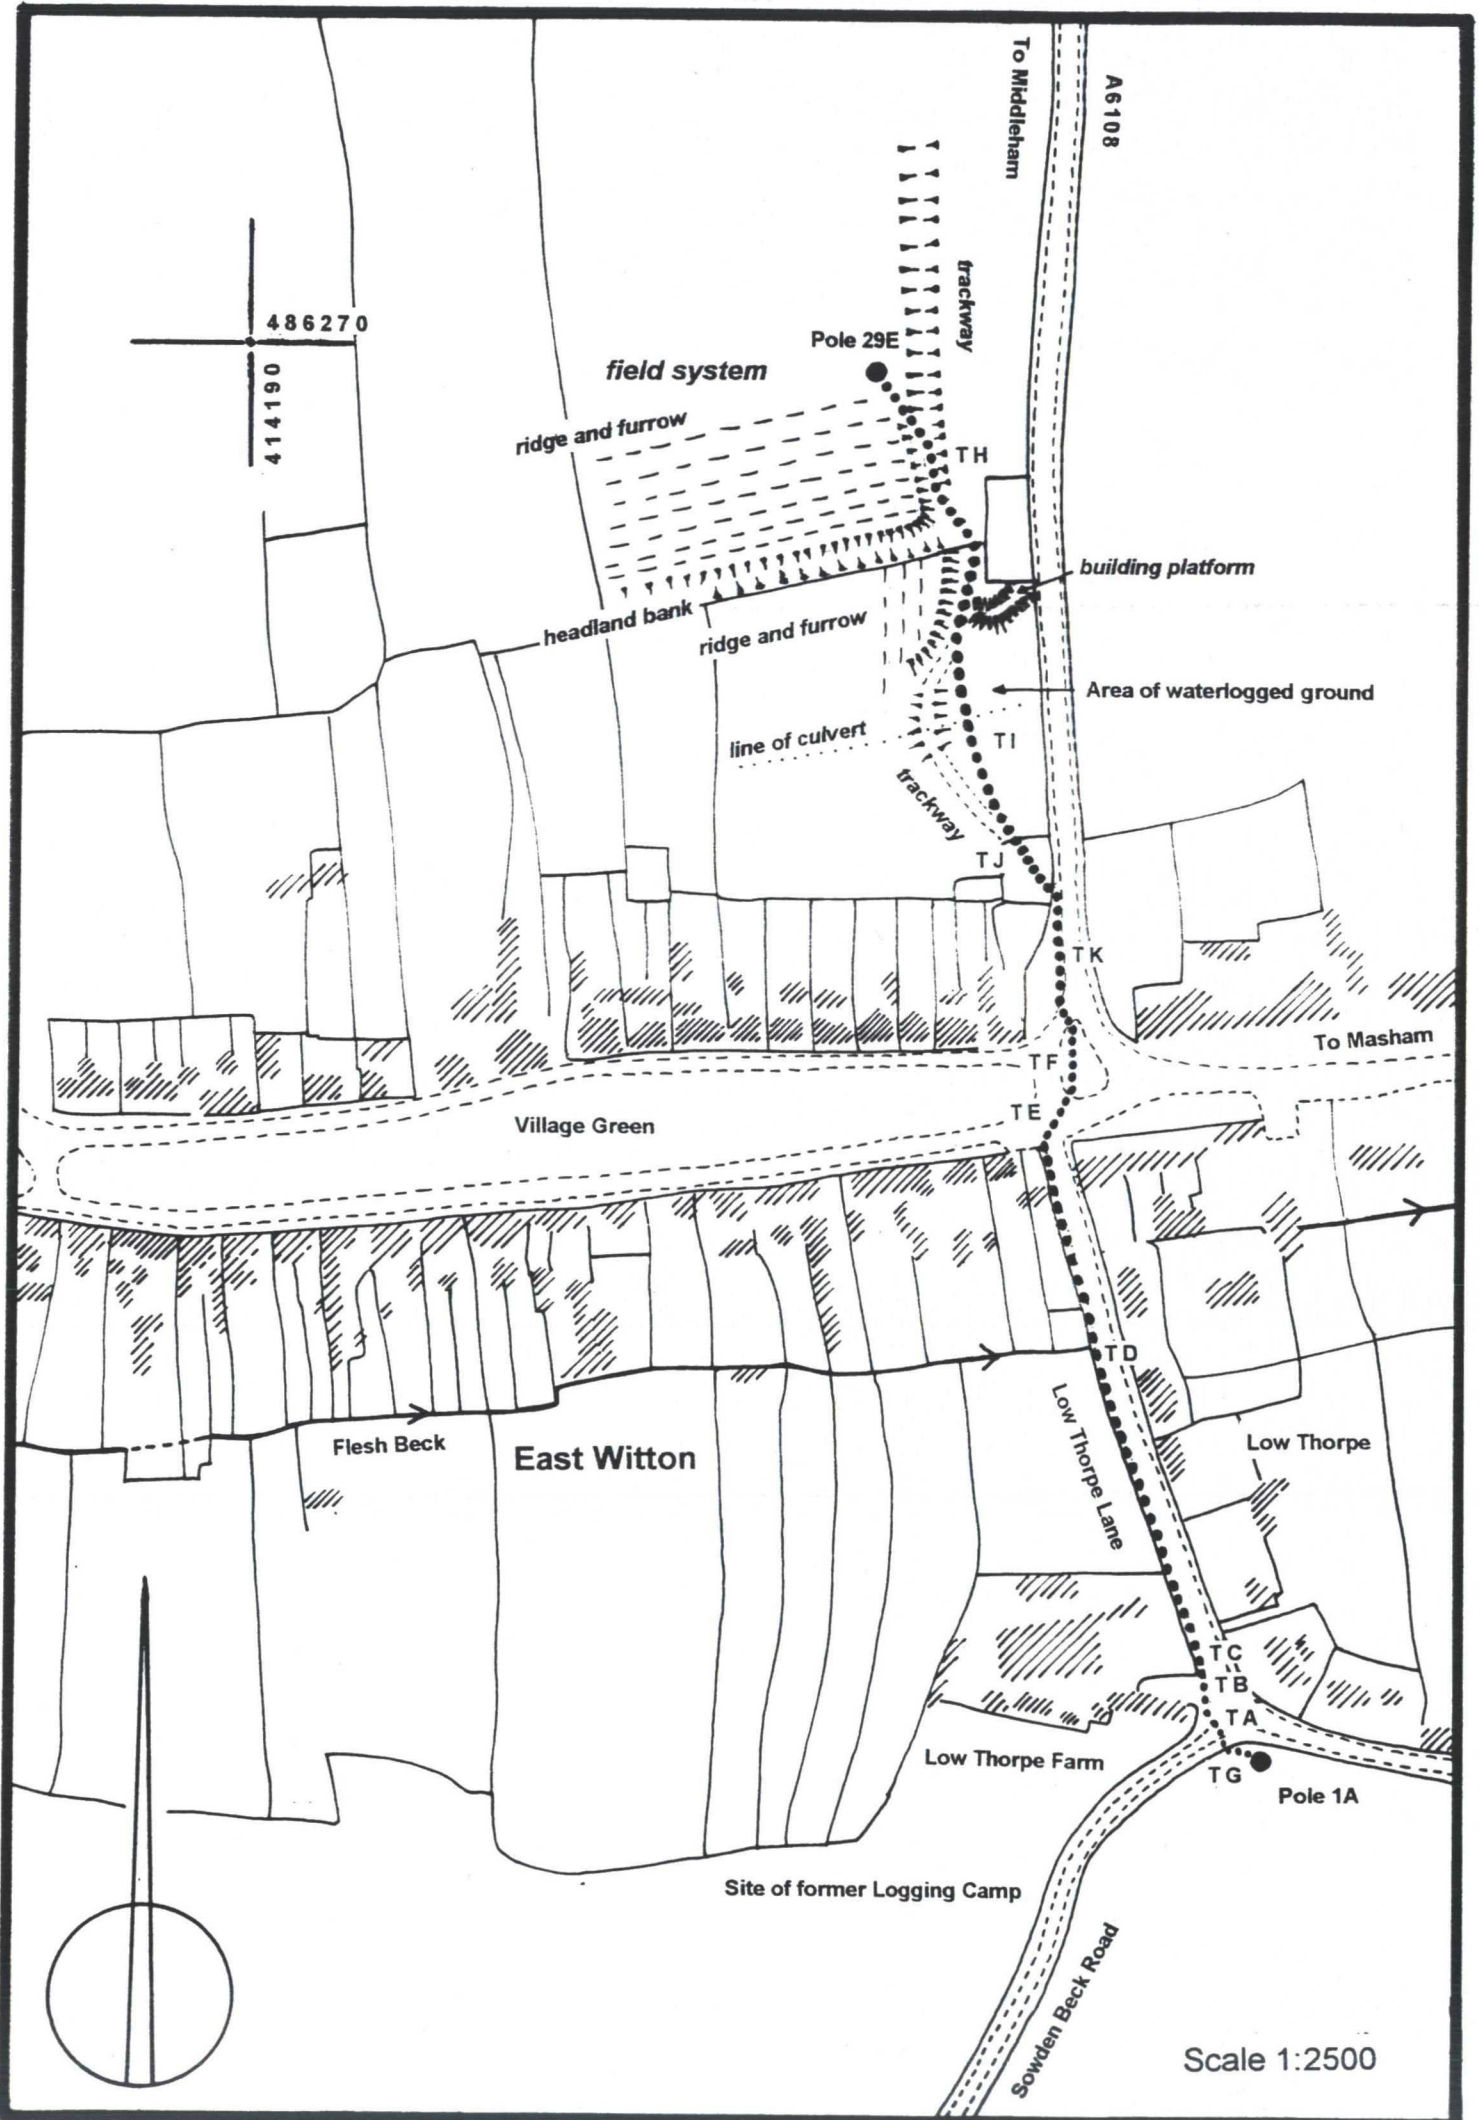 To Middleham
A6108
trackway
486270
414190
Pole 29E
field system
ridge and furrow
TH
building platform
headland bank
ridge and furrow
Area of waterlogged ground
line of culvert
TI
trackway
TJ
TK
To Masham
TF
TE
Village Green
TD
Low Thorpe Lane
Flesh Beck
East Witton
Low Thorpe
TC
TB
TA
Low Thorpe Farm
TG
Pole 1A
Site of former Logging Camp
Sowden Beck Road
Scale 1:2500